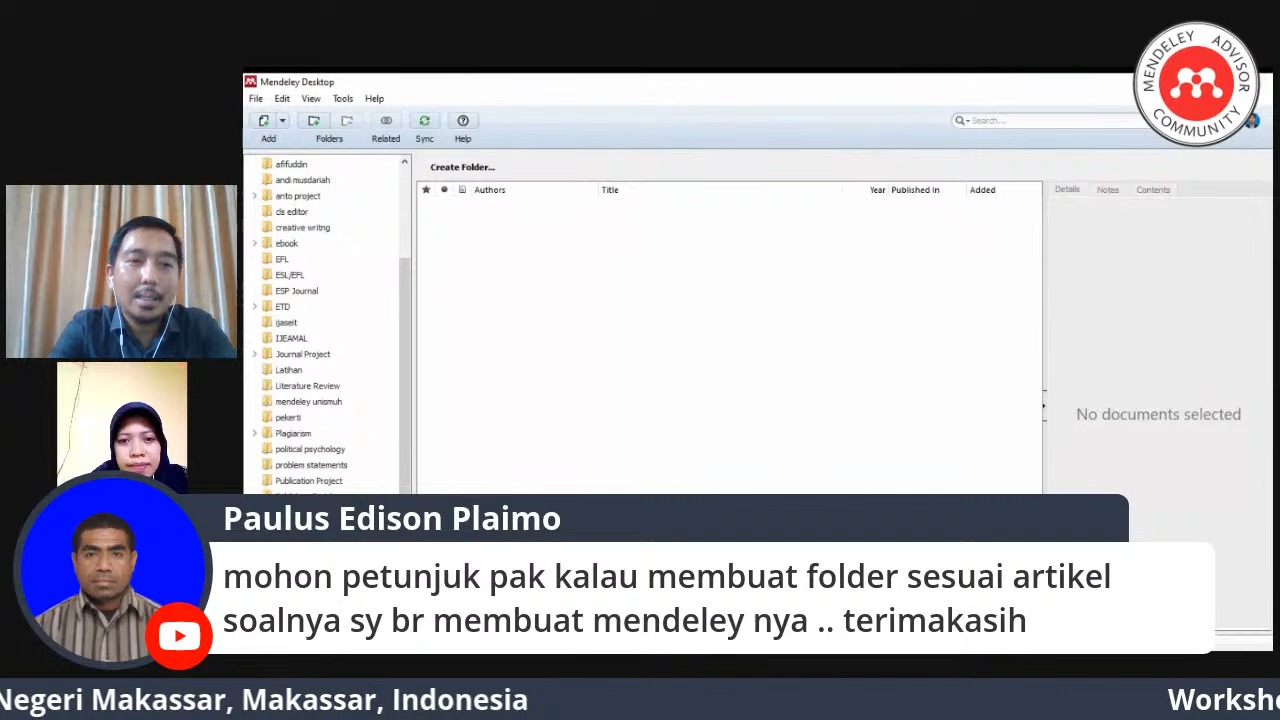 MENDELEY ADVISOR
COMMUNITY
Mendeley Desktop
File Edit View Tools Help
Search...
Add Folders Related Sync Help
afifuddin
andi musdariah
anto project
cls editor
creative writng
ebook
EFL
ESL/EFL
ESP Journal
ETD
ijaseit
IJEAMAL
Journal Project
Latihan
Literature Review
mendeley unismuh
pekerti
Plagiarism
political psychology
problem statements
Publication Project
Create Folder...
Authors Title Year Published In Added
Details Notes Contents
No documents selected
Paulus Edison Plaimo
mohon petunjuk pak kalau membuat folder sesuai artikel
soalnya sy br membuat mendeley nya .. terimakasih
Negeri Makassar, Makassar, Indonesia
Worksho